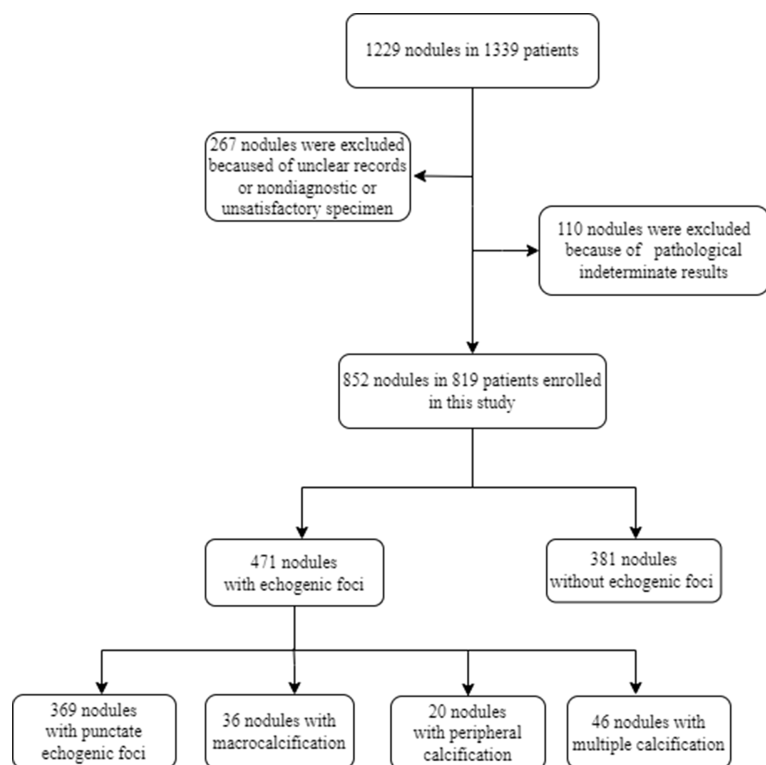 1229 nodules in 1339 patients
267 nodules were excluded
becaused of unclear records
or nondiagnostic or
unsatisfactory specimen
110 nodules were excluded
because of pathological
indeterminate results
852 nodules in 819 patients enrolled
in this study
471 nodules
with echogenic foci
381 nodules
without echogenic foci
369 nodules
with punctate
echogenic foci
36 nodules with
macrocalcification
20 nodules
with peripheral
calcification
46 nodules with
multiple calcification